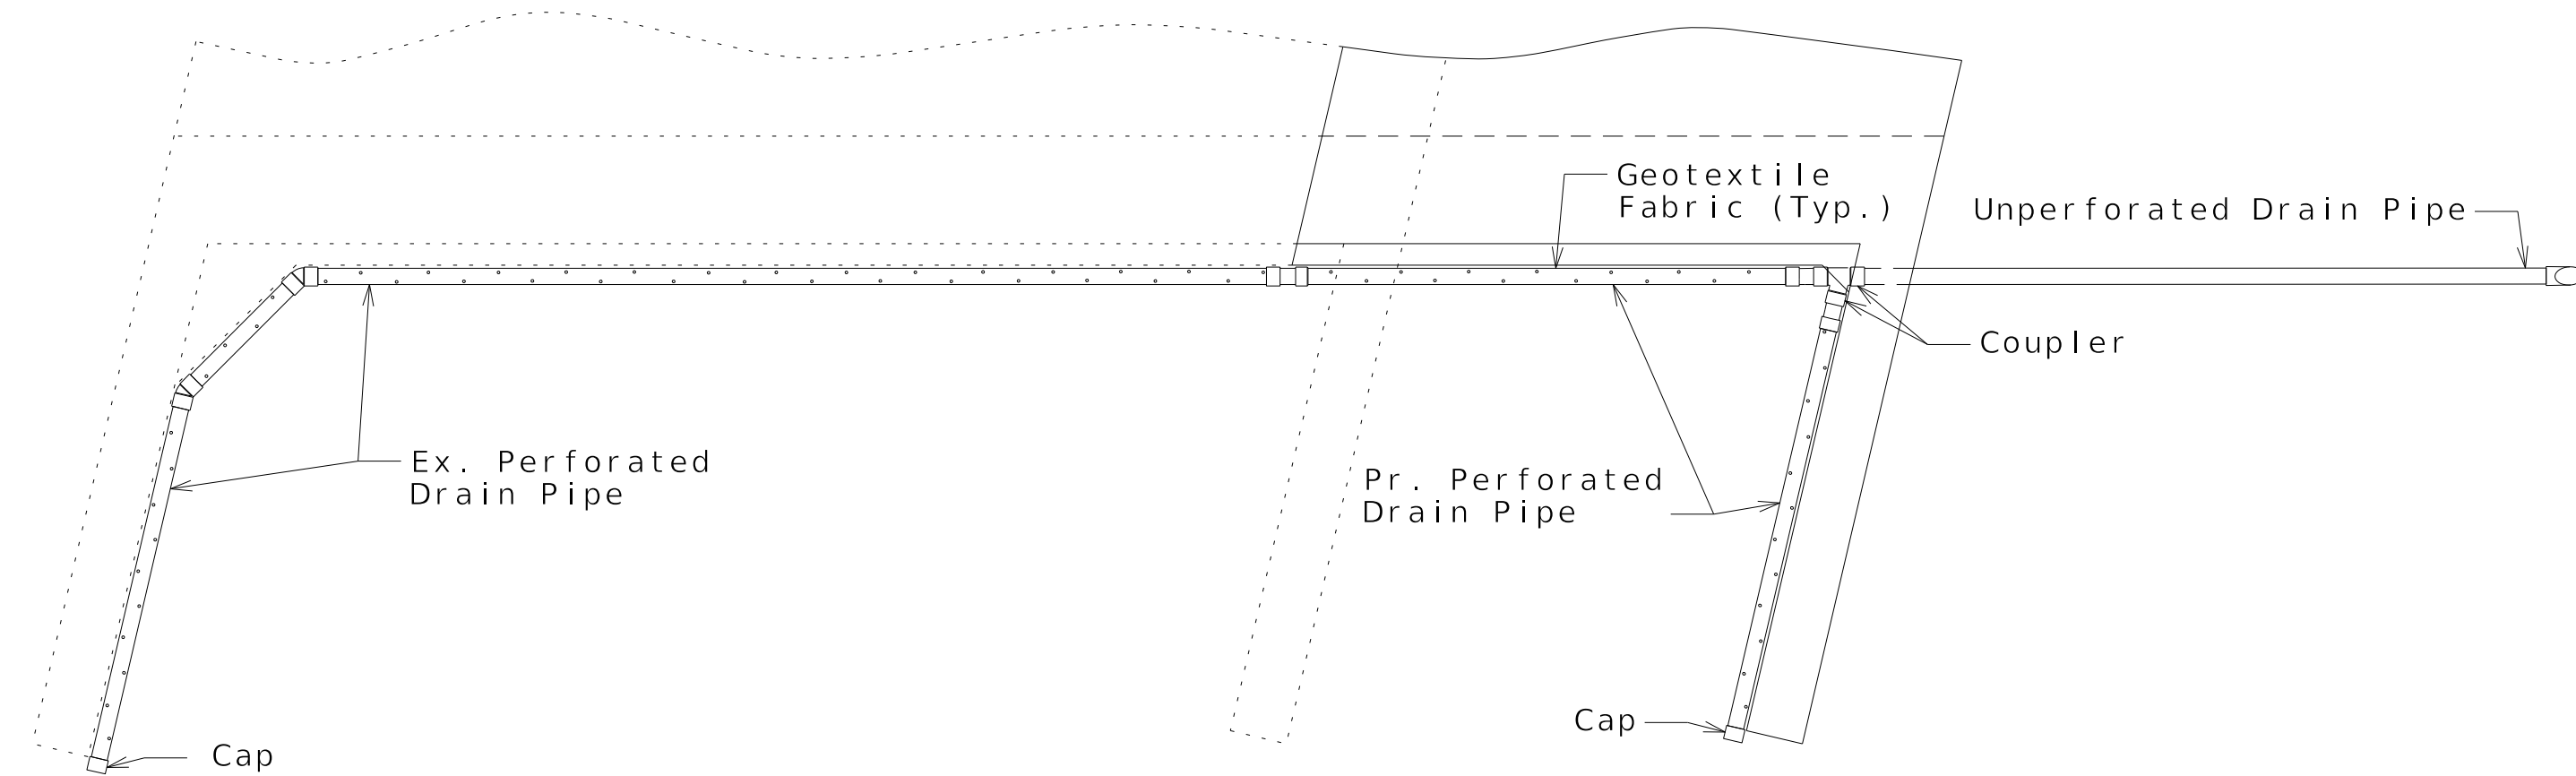 Geotextile
Fabric (Typ.)
Unperforated Drain Pipe
Coupler
Ex. Perforated
Drain Pipe
Pr. Perforated
Drain Pipe
Cap
Cap